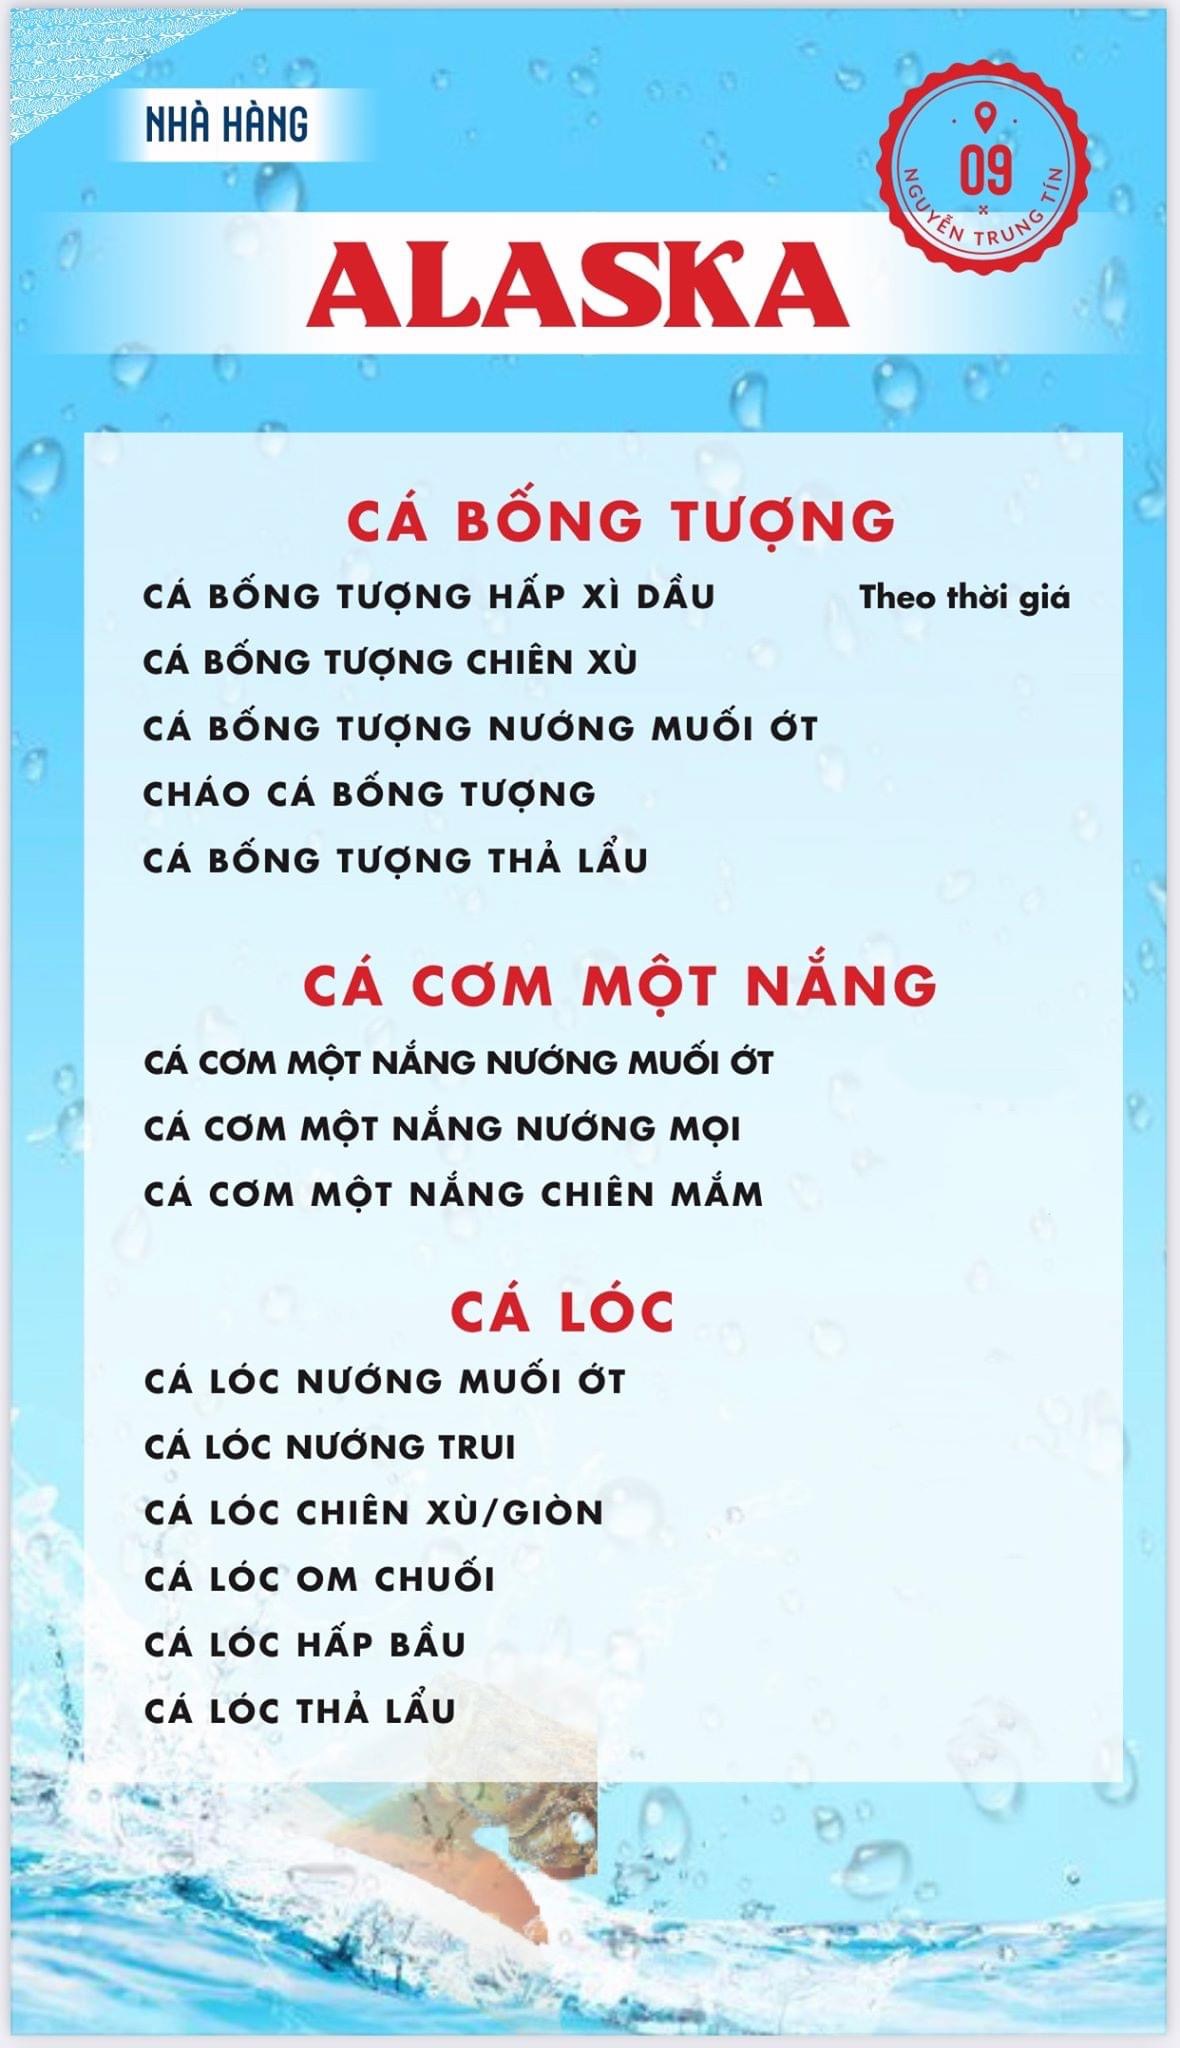 NHÀ HÀNG
09
NGUYỄN TRUNG TÍN
ALASKA
CÁ BỐNG TƯỢNG
CÁ BỐNG TƯỢNG HẤP XÌ DẦU Theo thời giá
CÁ BỐNG TƯỢNG CHIÊN XÙ
CÁ BỐNG TƯỢNG NƯỚNG MUỐI ỚT
CHÁO CÁ BỐNG TƯỢNG
CÁ BỐNG TƯỢNG THẢ LẨU
CÁ CƠM MỘT NẮNG
CÁ CƠM MỘT NẮNG NƯỚNG MUỐI ỚT
CÁ CƠM MỘT NẮNG NƯỚNG MỌI
CÁ CƠM MỘT NẮNG CHIÊN MẮM
CÁ LÓC
CÁ LÓC NƯỚNG MUỐI ỚT
CÁ LÓC NƯỚNG TRUI
CÁ LÓC CHIÊN XÙ/GIÒN
CÁ LÓC OM CHUỐI
CÁ LÓC HẤP BẦU
CÁ LÓC THẢ LẨU